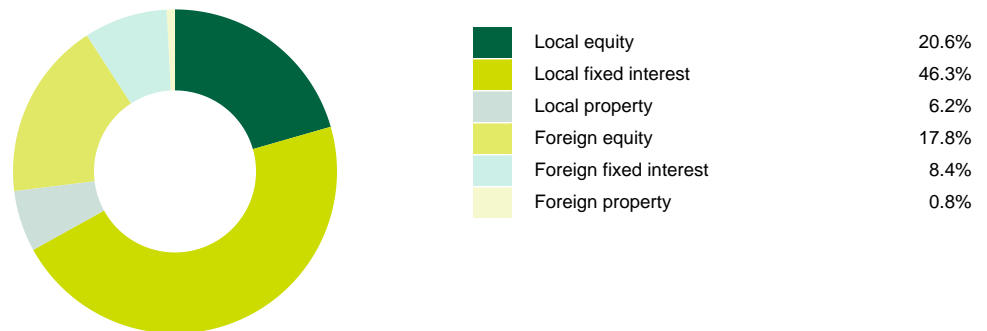 Local equity 20.6%
Local fixed interest 46.3%
Local property 6.2%
Foreign equity 17.8%
Foreign fixed interest 8.4%
Foreign property 0.8%